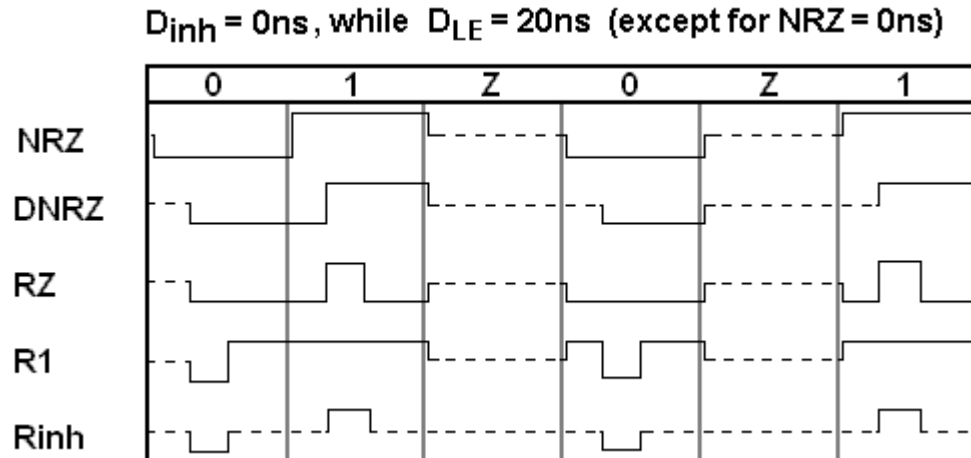 Dinh = 0ns, while DLE = 20ns (except for NRZ = 0ns)
0 1 Z 0 Z 1
NRZ
DNRZ
RZ
R1
Rinh